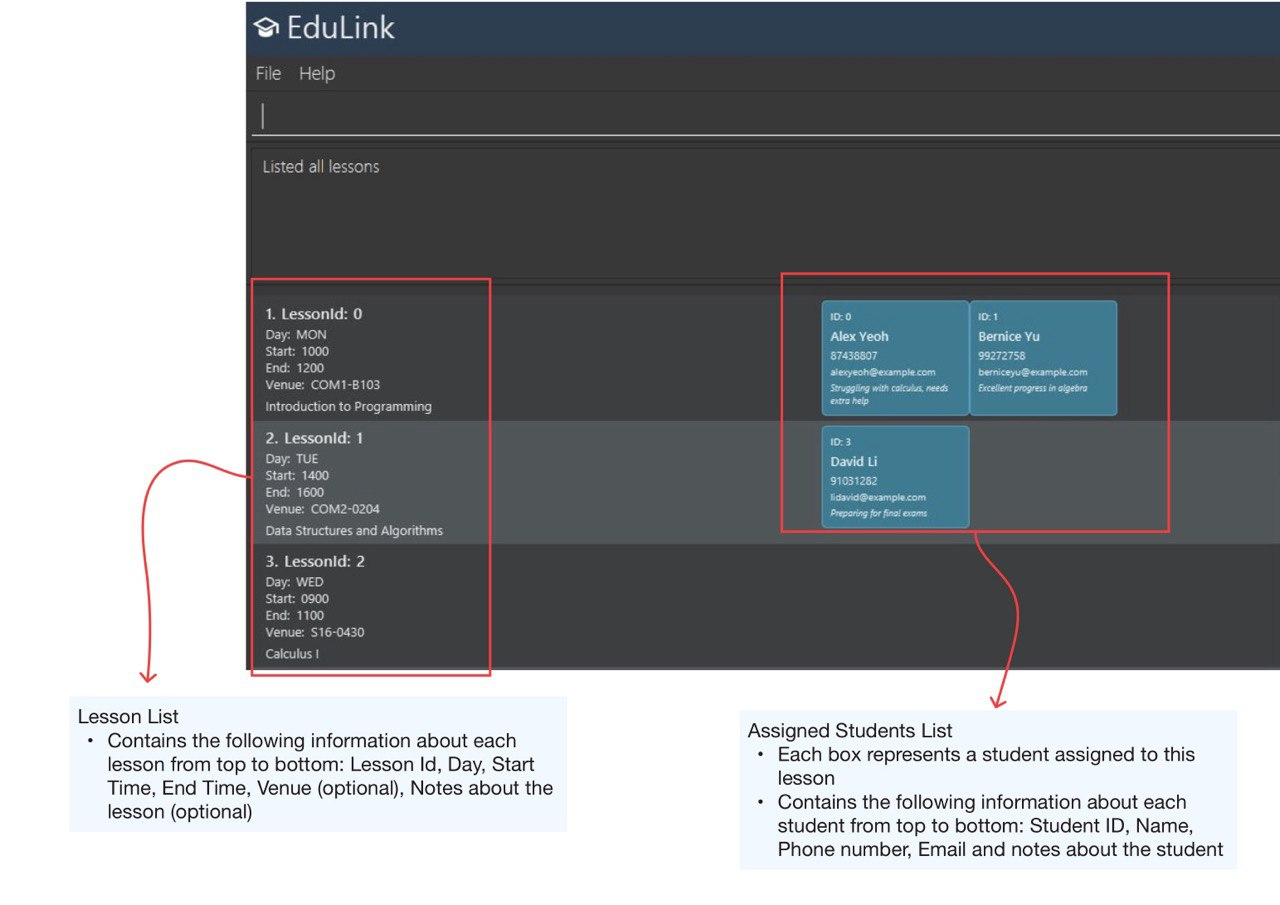 EduLink
File Help
Listed all lessons
1. LessonId: 0
Day: MON
Start: 1000
End: 1200
Venue: COM1-B103
Introduction to Programming
ID: 0
Alex Yeoh
87438807
alexyeoh@example.com
Struggling with calculus, needs
extra help
ID: 1
Bernice Yu
99272758
berniceyu@example.com
Excellent progress in algebra
2. LessonId: 1
Day: TUE
Start: 1400
End: 1600
Venue: COM2-0204
Data Structures and Algorithms
ID: 3
David Li
91031282
lidavid@example.com
Preparing for final exams
3. LessonId: 2
Day: WED
Start: 0900
End: 1100
Venue: S16-0430
Calculus I
Lesson List
• Contains the following information about each
lesson from top to bottom: Lesson Id, Day, Start
Time, End Time, Venue (optional), Notes about the
lesson (optional)
Assigned Students List
• Each box represents a student assigned to this
lesson
• Contains the following information about each
student from top to bottom: Student ID, Name,
Phone number, Email and notes about the student